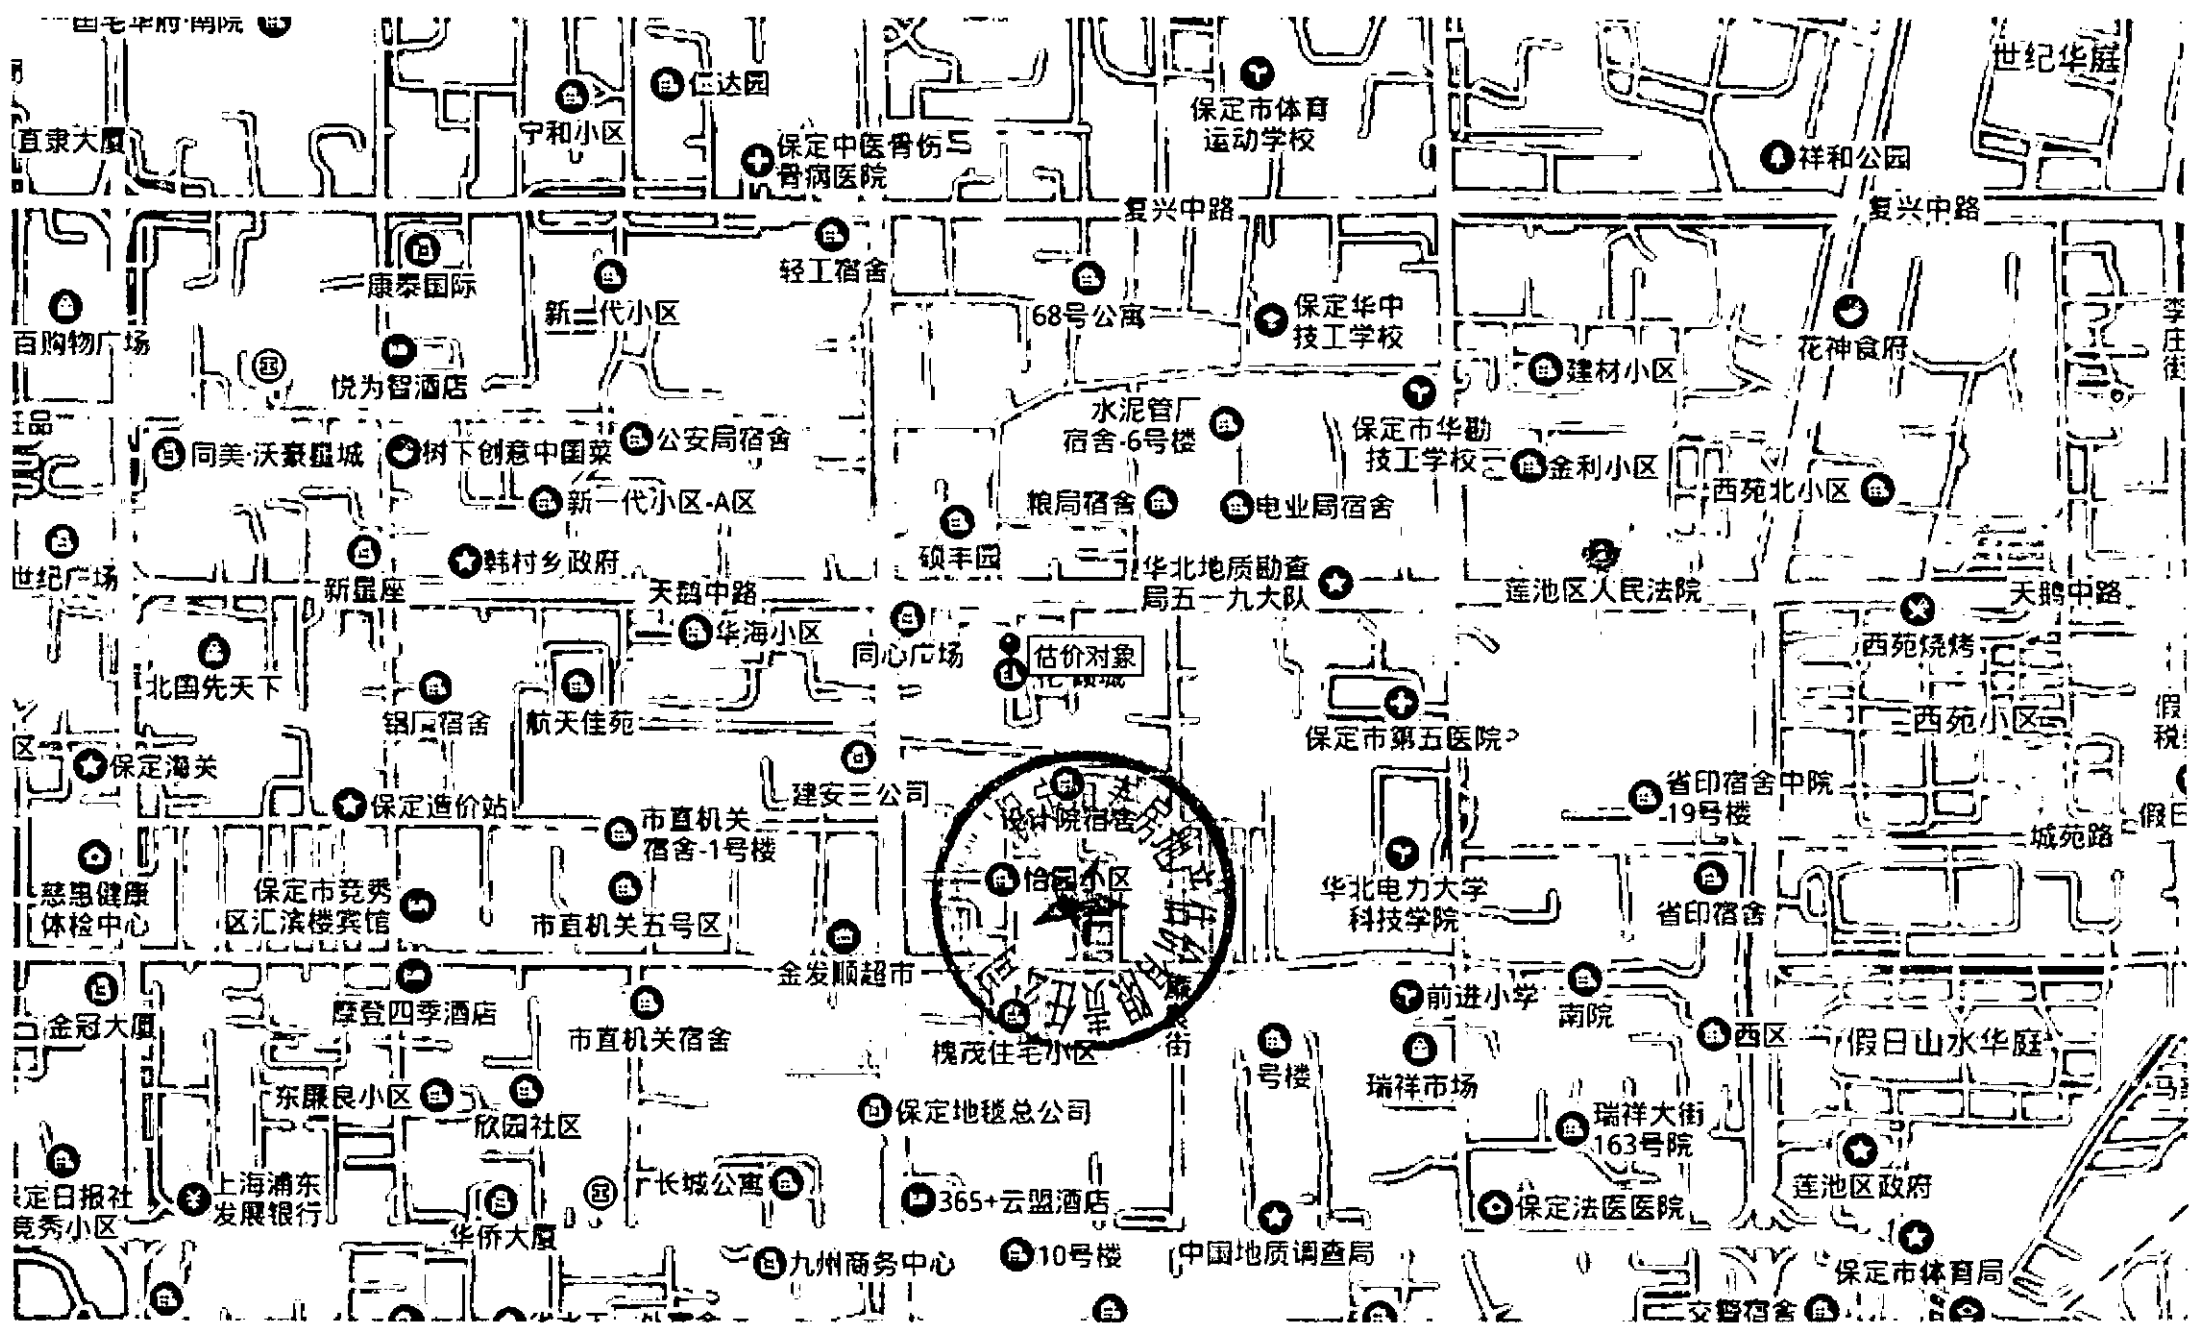 世纪华庭
仁达园
宁和小区
保定市体育
运动学校
直隶大厦
保定中医骨伤
骨病医院
祥和公园
复兴中路
复兴中路
轻工宿舍
康泰国际
新一代小区
68号公寓
保定华中
技工学校
李庄街
百购物广场
花神食府
悦为智酒店
建材小区
水泥管厂
宿舍-6号楼
保定市华勘
技工学校
同美·沃豪星城
树下创意中国菜
公安局宿舍
金利小区
新一代小区-A区
粮局宿舍
电业局宿舍
西苑北小区
硕丰园
韩村乡政府
世纪广场
新星座
华北地质勘查
局五一九大队
莲池区人民法院
天鹅中路
天鹅中路
华海小区
同心广场
估价对象
西苑烧烤
北国先天下
铝厂宿舍
航天佳苑
西苑小区
保定市第五医院
保定海关
建安三公司
保定造价站
设计院宿舍
省印宿舍中院
-19号楼
市直机关
宿舍-1号楼
城苑路
慈惠健康
体检中心
保定市竞秀
区汇滨楼宾馆
怡园小区
华北电力大学
科技学院
省印宿舍
市直机关五号区
金发顺超市
金冠大厦
摩登四季酒店
市直机关宿舍
前进小学
南院
槐茂住宅小区
街
1号楼
瑞祥市场
西区
假日山水华庭
东廉良小区
欣园社区
保定地毯总公司
瑞祥大街
163号院
定日报社
竞秀小区
上海浦东
发展银行
长城公寓
365+云盟酒店
保定法医医院
莲池区政府
华侨大厦
九州商务中心
10号楼
中国地质调查局
保定市体育局
交警宿舍